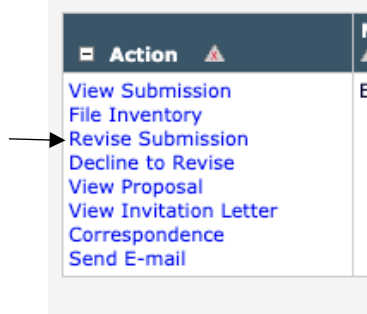 Action
View Submission
File Inventory
Revise Submission
Decline to Revise
View Proposal
View Invitation Letter
Correspondence
Send E-mail